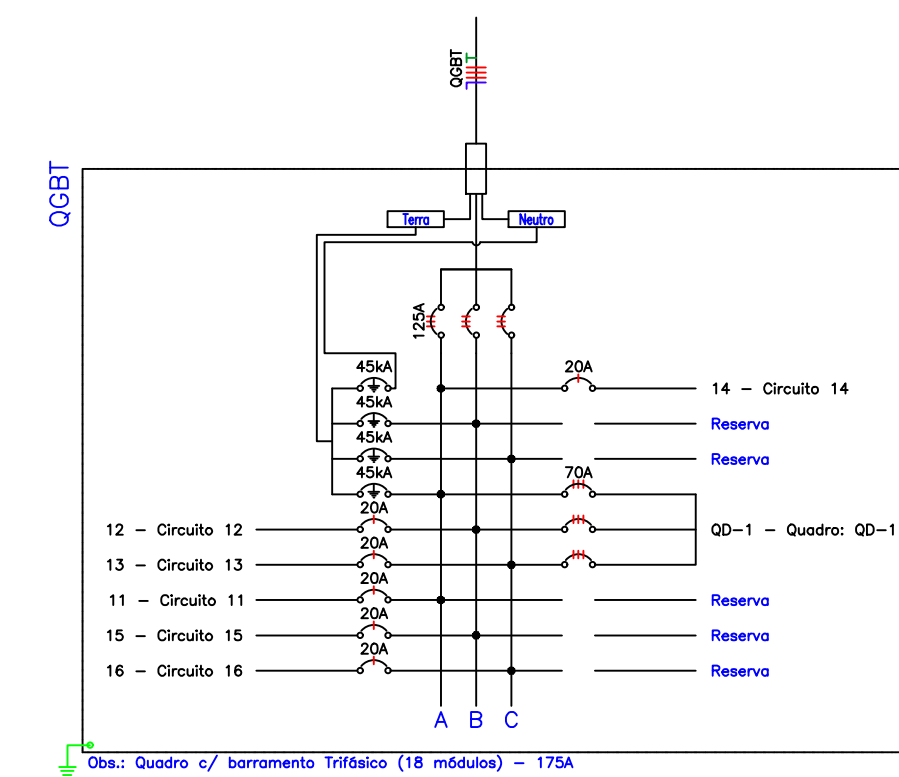 QGBT
QGBT
Terra
Neutro
125A
45kA
20A
14 - Circuito 14
45kA
Reserva
45kA
Reserva
45kA
70A
20A
12 - Circuito 12
QD-1 - Quadro: QD-1
20A
13 - Circuito 13
20A
11 - Circuito 11
Reserva
20A
15 - Circuito 15
Reserva
20A
16 - Circuito 16
Reserva
A B C
Obs.: Quadro c/ barramento Trifásico (18 módulos) - 175A